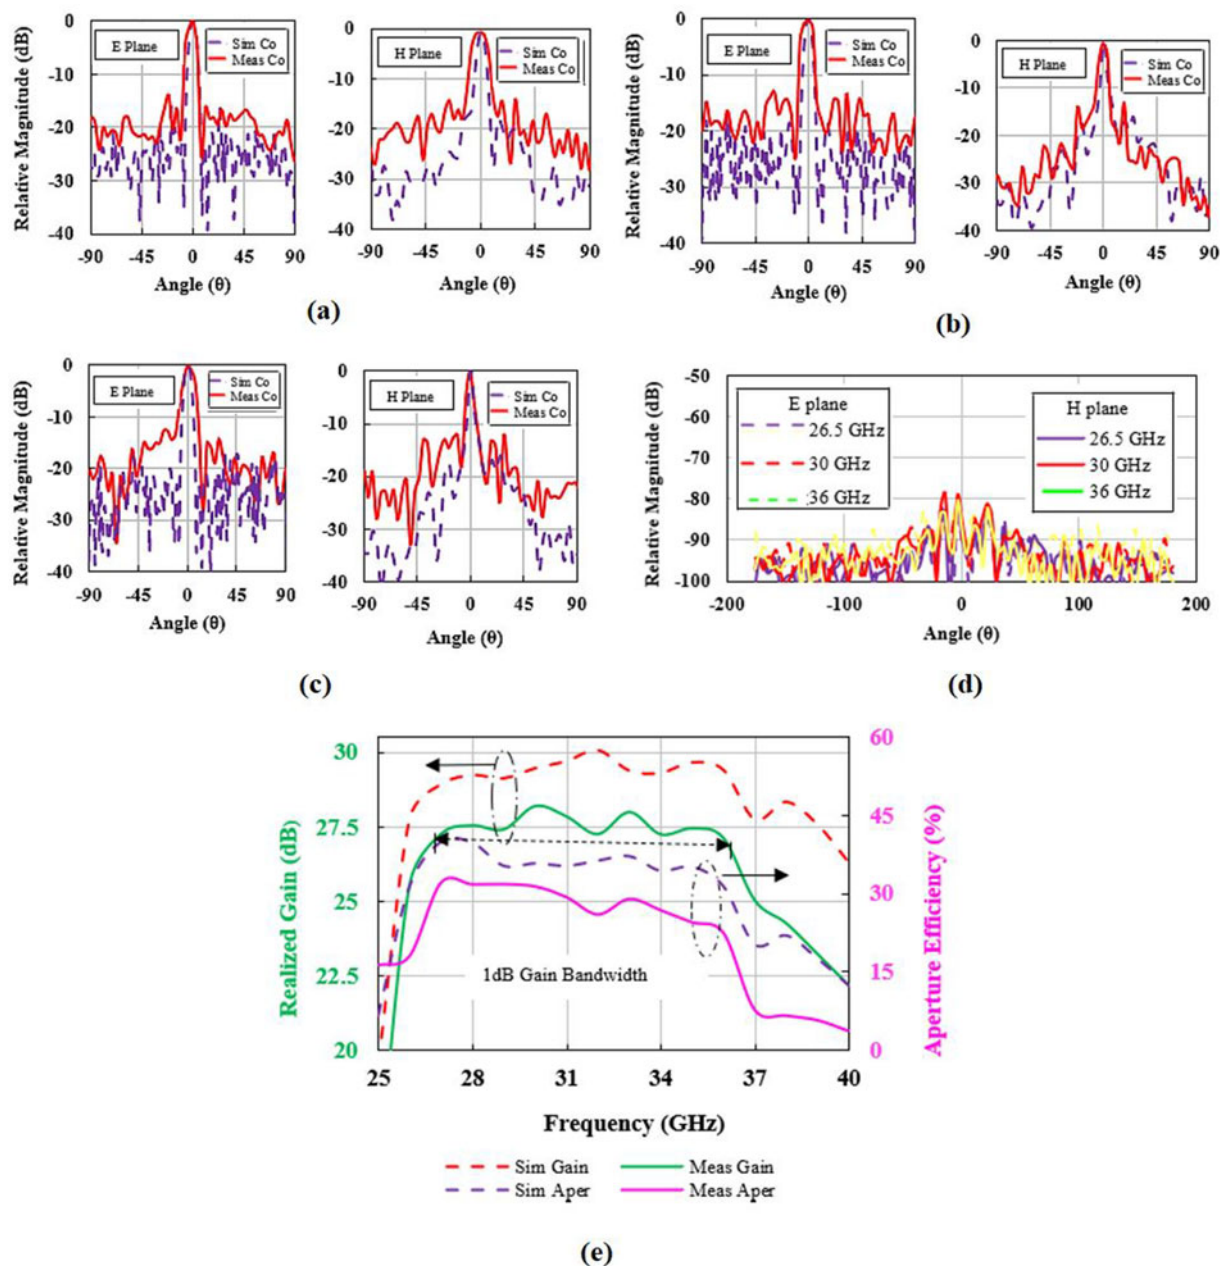 Relative Magnitude (dB)
0
-10
-20
-30
-40
E Plane
Sim Co
Meas Co
-90 -45 0 45 90
Angle (θ)
0
-10
-20
-30
-40
H Plane
Sim Co
Meas Co
-90 -45 0 45 90
Angle (θ)
(a)
Relative Magnitude (dB)
0
-10
-20
-30
-40
E Plane
Sim Co
Meas Co
-90 -45 0 45 90
Angle (θ)
0
-10
-20
-30
-40
H Plane
Sim Co
Meas Co
-90 -45 0 45 90
Angle (θ)
(b)
Relative Magnitude (dB)
0
-10
-20
-30
-40
E Plane
Sim Co
Meas Co
-90 -45 0 45 90
Angle (θ)
0
-10
-20
-30
-40
H Plane
Sim Co
Meas Co
-90 -45 0 45 90
Angle (θ)
(c)
Relative Magnitude (dB)
-50
-60
-70
-80
-90
-100
E plane
26.5 GHz
30 GHz
36 GHz
H plane
26.5 GHz
30 GHz
36 GHz
-200 -100 0 100 200
Angle (θ)
(d)
Realized Gain (dB)
30
27.5
25
22.5
20
60
45
30
15
0
Aperture Efficiency (%)
1dB Gain Bandwidth
25 28 31 34 37 40
Frequency (GHz)
Sim Gain Meas Gain
Sim Aper Meas Aper
(e)